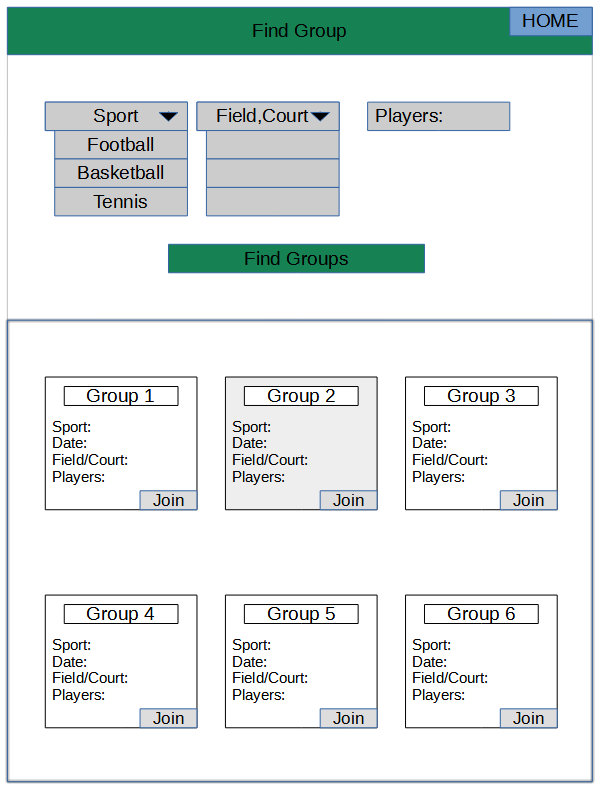 Find Group
HOME
Sport
Field,Court
Players:
Football
Basketball
Tennis
Find Groups
Group 1
Sport:
Date:
Field/Court:
Players:
Join
Group 2
Sport:
Date:
Field/Court:
Players:
Join
Group 3
Sport:
Date:
Field/Court:
Players:
Join
Group 4
Sport:
Date:
Field/Court:
Players:
Join
Group 5
Sport:
Date:
Field/Court:
Players:
Join
Group 6
Sport:
Date:
Field/Court:
Players:
Join